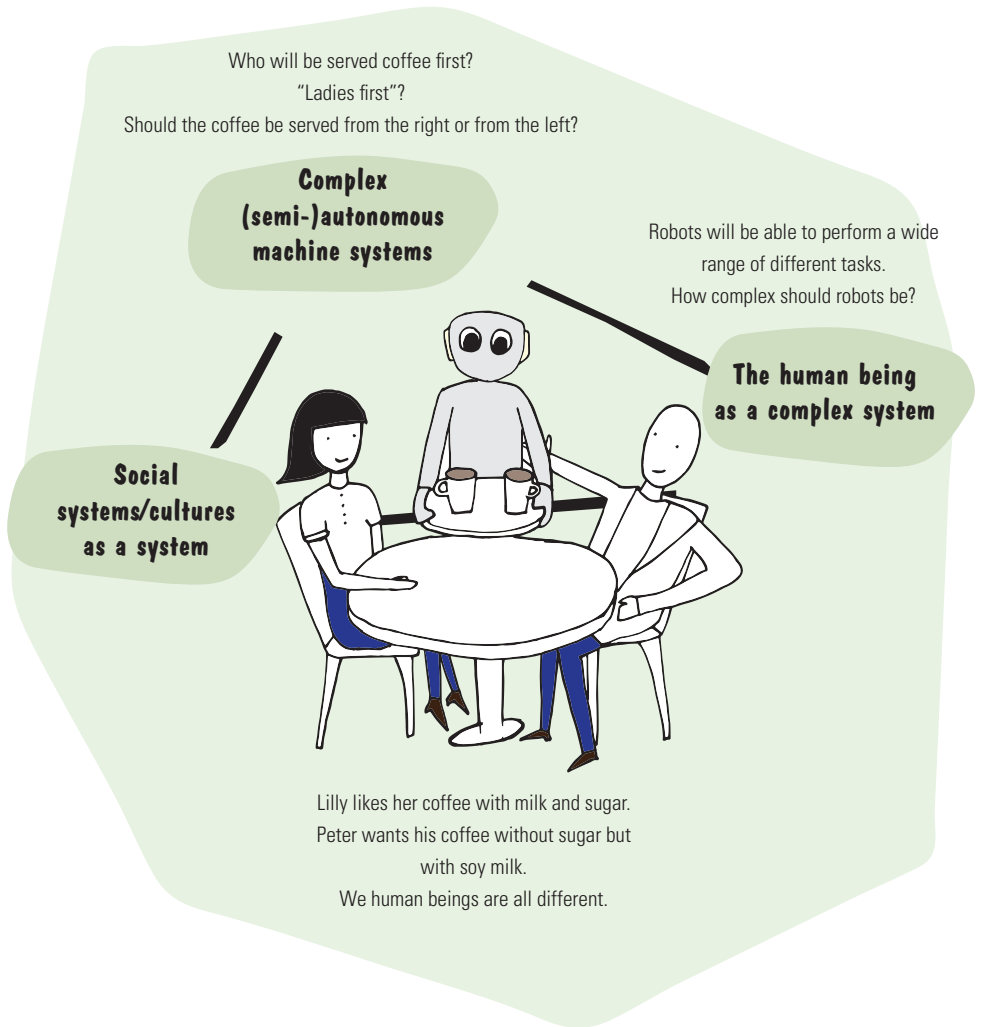 Who will be served coffee first?
“Ladies first”?
Should the coffee be served from the right or from the left?
Complex
(semi-)autonomous
machine systems
Robots will be able to perform a wide
range of different tasks.
How complex should robots be?
The human being
as a complex system
Social
systems/cultures
as a system
Lilly likes her coffee with milk and sugar.
Peter wants his coffee without sugar but
with soy milk.
We human beings are all different.